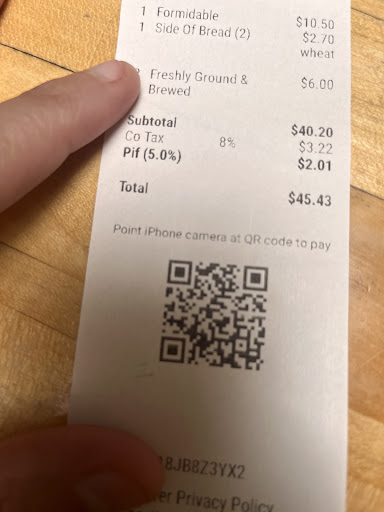 1 Formidable $10.50
1 Side Of Bread (2) $2.70
wheat
Freshly Ground & $6.00
Brewed
Subtotal $40.20
Co Tax 8% $3.22
Pif (5.0%) $2.01
Total $45.43
Point iPhone camera at QR code to pay
8JB8Z3YX2
Privacy Policy